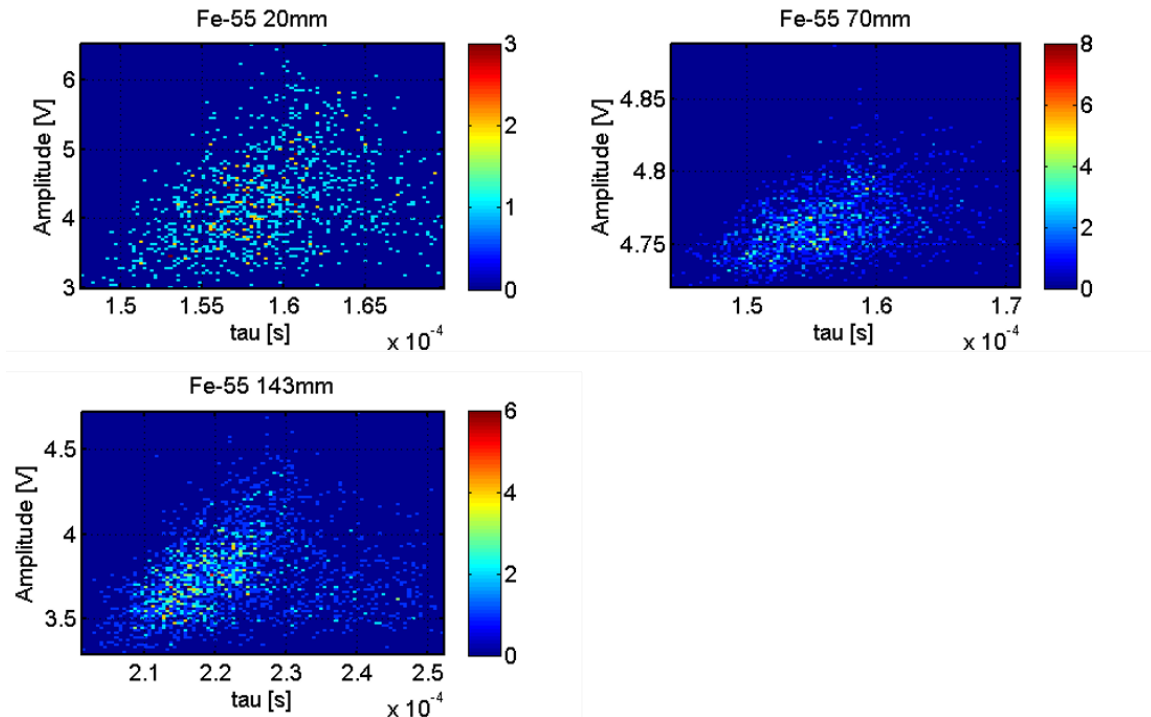 Fe-55 20mm
Amplitude [V]
6
5
4
3
1.5 1.55 1.6 1.65
tau [s]
x 10-4
3
2
1
0
Fe-55 70mm
Amplitude [V]
4.85
4.8
4.75
1.5 1.6 1.7
tau [s]
x 10-4
8
6
4
2
0
Fe-55 143mm
Amplitude [V]
4.5
4
3.5
2.1 2.2 2.3 2.4 2.5
tau [s]
x 10-4
6
4
2
0